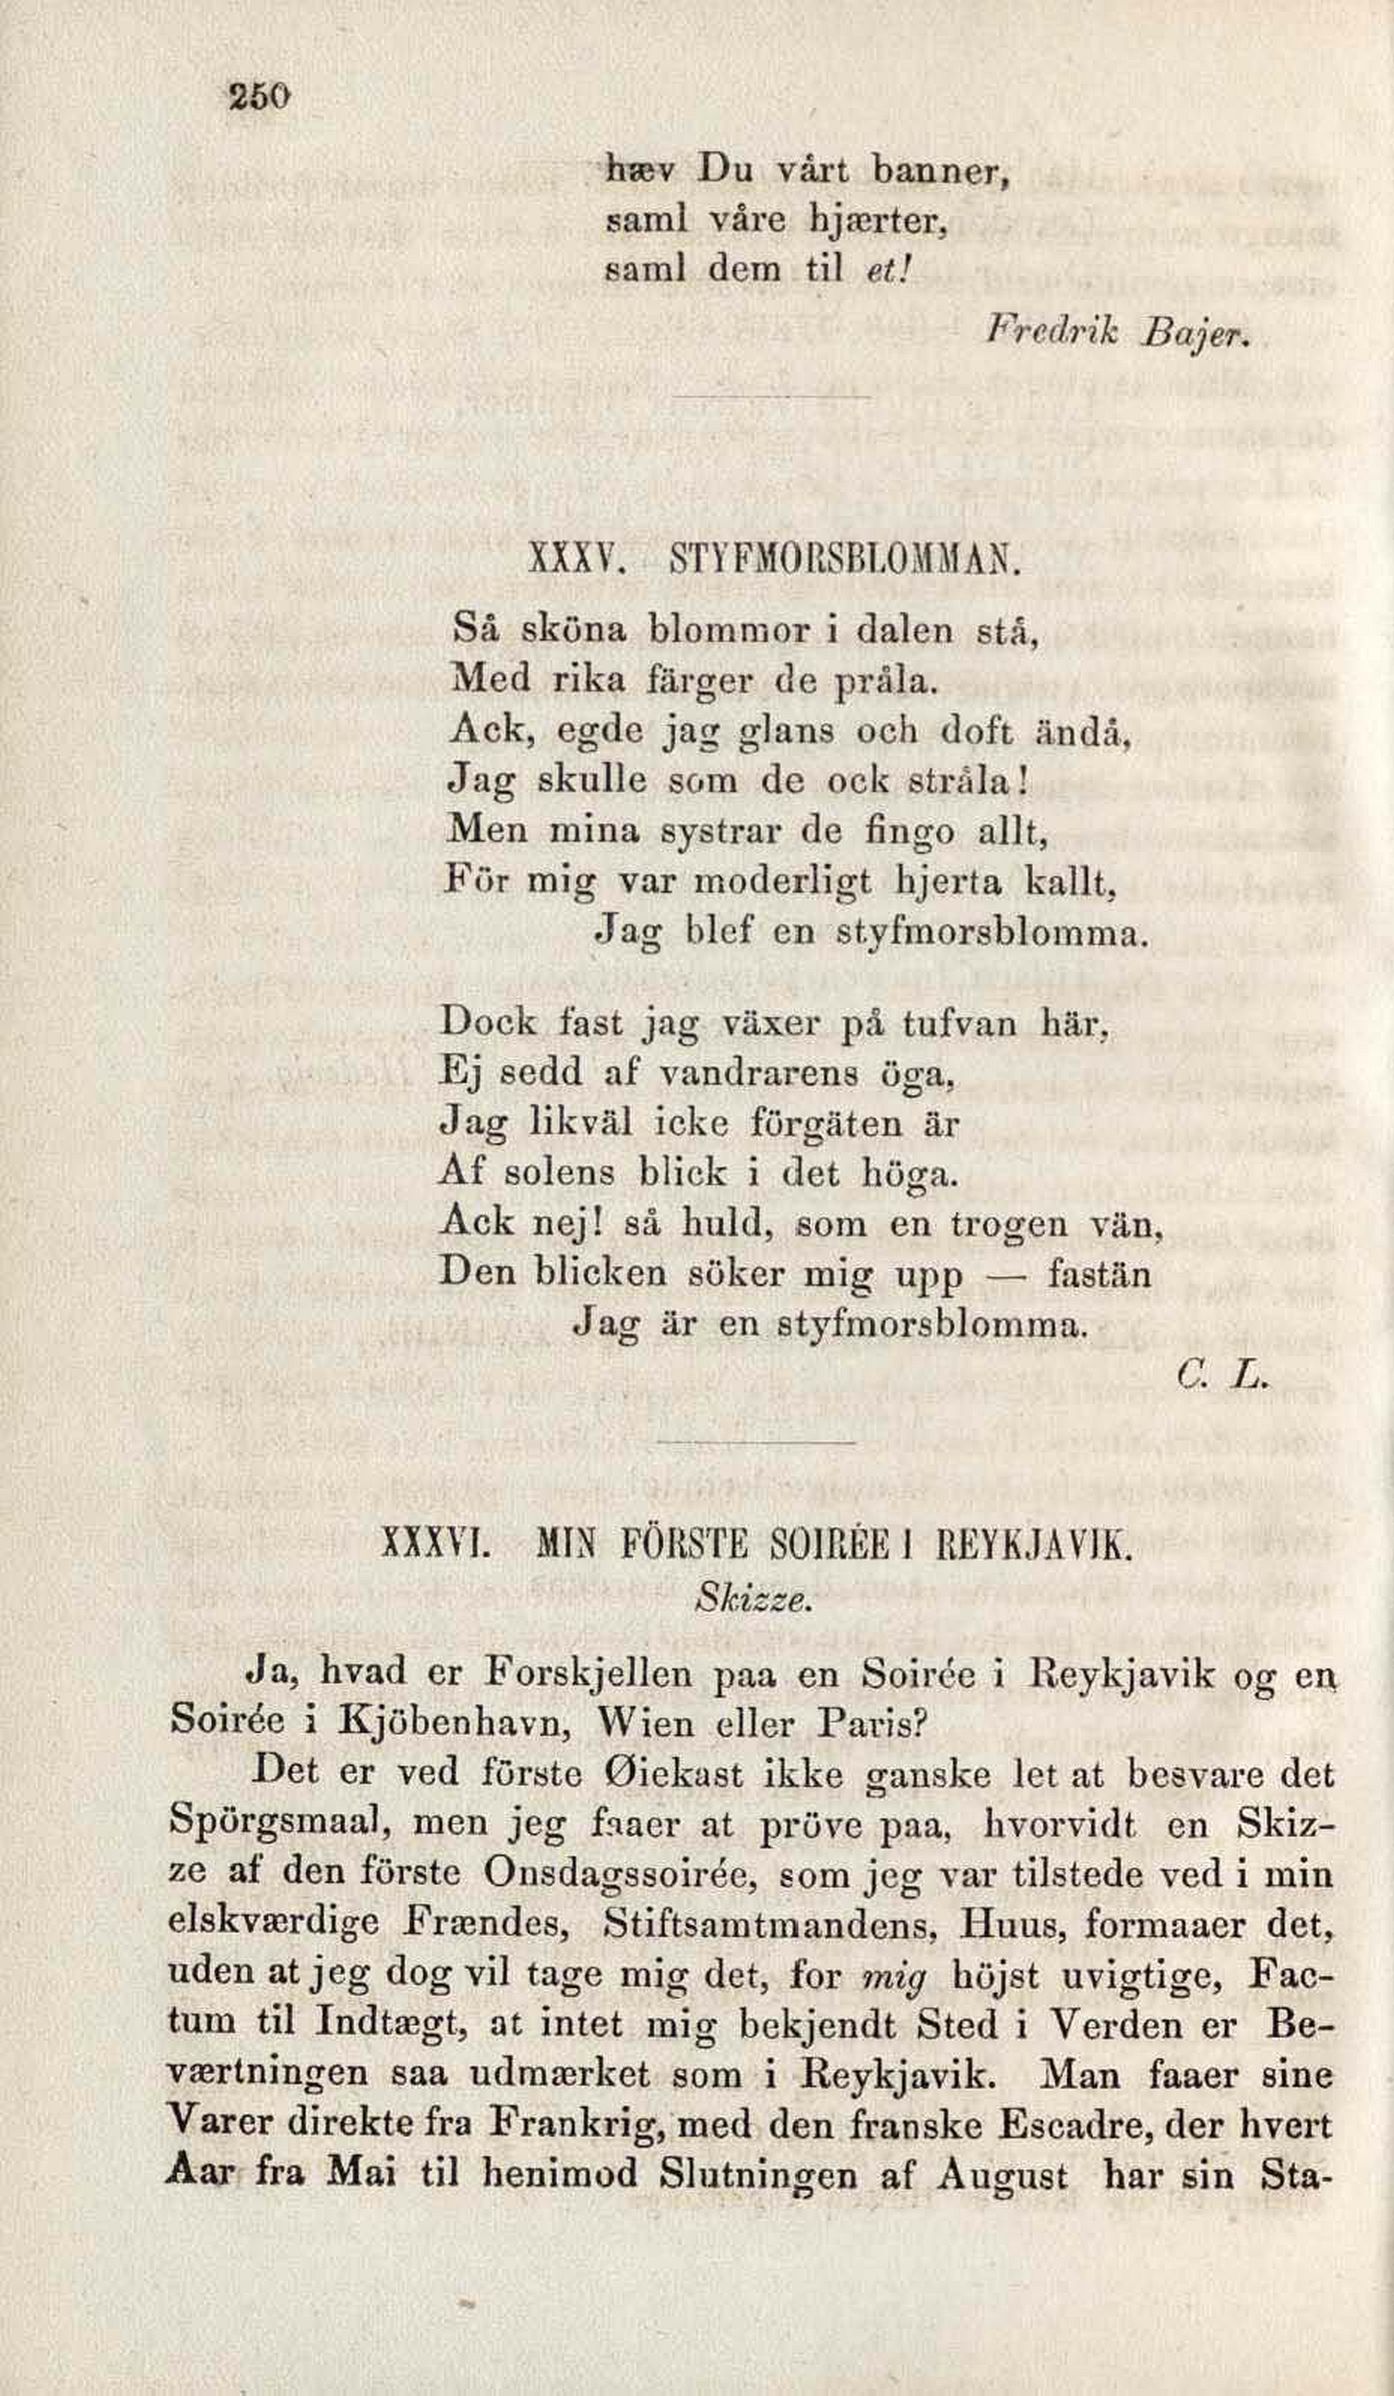 250
hæv Du vårt banner,
saml våre hjærter,
saml dem til et!
Fredrik Bajer.
XXXV. STYFMORSBLOMMAN.
Så sköna blommor i dalen stå,
Med rika färger de pråla.
Ack, egde jag glans och doft ändå,
Jag skulle som de ock stråla!
Men mina systrar de fingo allt,
För mig var moderligt hjerta kallt,
Jag blef en styfmorsblomma.
Dock fast jag växer på tufvan här,
Ej sedd af vandrarens öga,
Jag likväl icke förgäten är
Af solens blick i det höga.
Ack nej! så huld, som en trogen vän,
Den blicken söker mig upp — fastän
Jag är en styfmorsblomma.
C. L.
XXXVI. MIN FÖRSTE SOIRÉE I REYKJAVIK.
Skizze.
Ja, hvad er Forskjellen paa en Soirée i Reykjavik og en
Soirée i Kjöbenhavn, Wien eller Paris?
Det er ved förste Øiekast ikke ganske let at besvare det
Spörgsmaal, men jeg faaer at pröve paa, hvorvidt en Skiz-
ze af den förste Onsdagssoirée, som jeg var tilstede ved i min
elskværdige Frændes, Stiftsamtmandens, Huus, formaaer det,
uden at jeg dog vil tage mig det, for mig höjst uvigtige, Fac-
tum til Indtægt, at intet mig bekjendt Sted i Verden er Be-
værtningen saa udmærket som i Reykjavik. Man faaer sine
Varer direkte fra Frankrig, med den franske Escadre, der hvert
Aar fra Mai til henimod Slutningen af August har sin Sta-